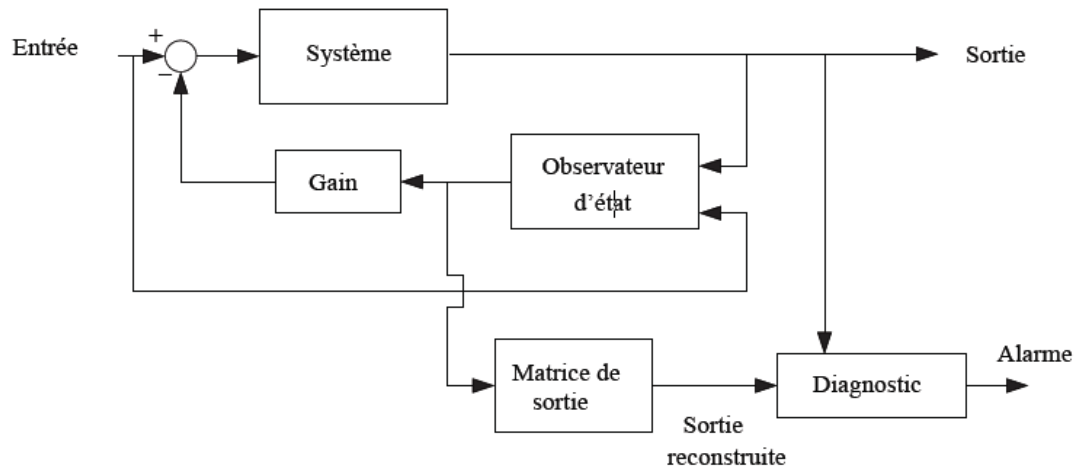 Entrée
+
−
Système
Sortie
Gain
Observateur
d'état
Matrice de
sortie
Sortie
reconstruite
Diagnostic
Alarme